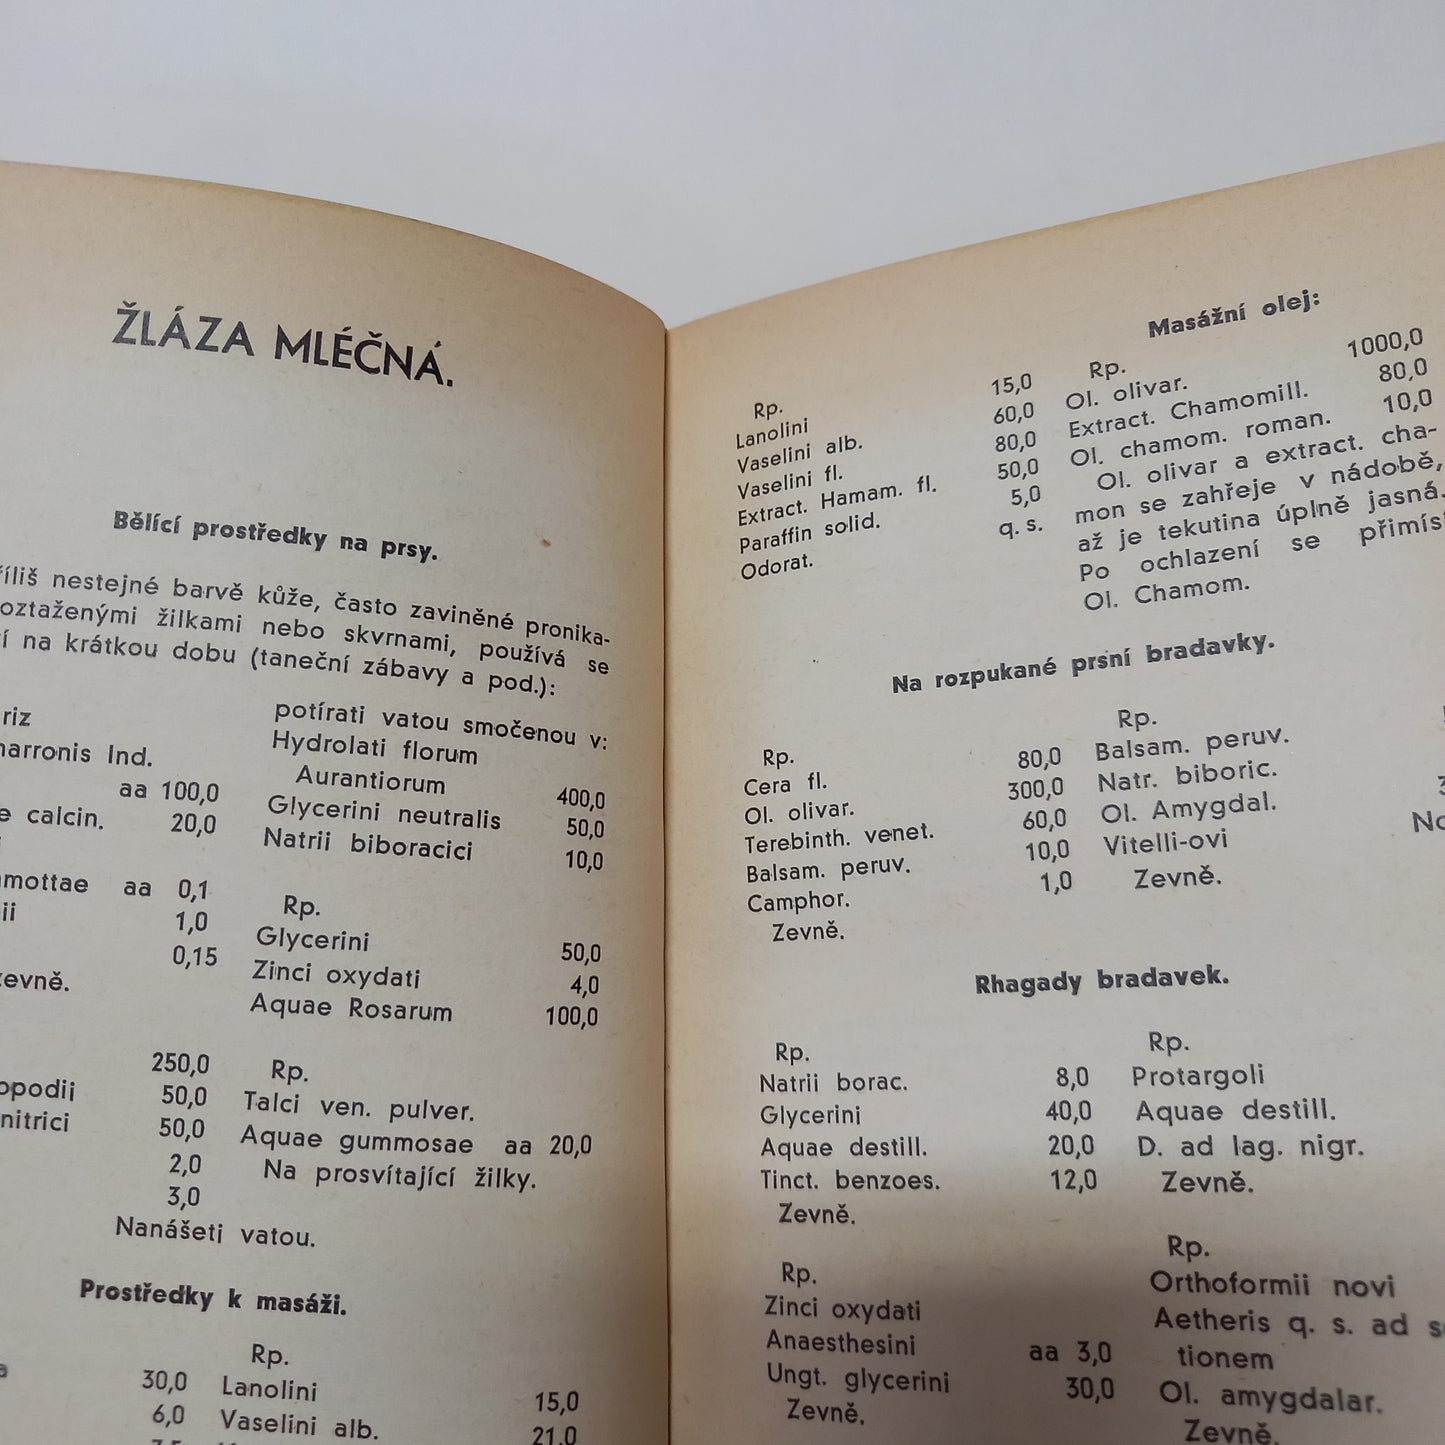 ŽLÁZA MLÉČNÁ.
Bělící prostředky na prsy.
nestejné barvě kůže, často zaviněné pronika-
žilkami nebo skvrnami, používá se
na krátkou dobu (taneční zábavy a pod.):
Ind.
aa 100,0
calcin. 20,0
aa 0,1
1,0
0,15
250,0
50,0
50,0
2,0
3,0
potírati vatou smočenou v:
Hydrolati florum
Aurantiorum 400,0
Glycerini neutralis 50,0
Natrii biboracici 10,0
Rp.
Glycerini 50,0
Zinci oxydati 4,0
Aquae Rosarum 100,0
Rp.
Talci ven. pulver.
Aquae gummosae aa 20,0
Na prosvítající žilky.
Nanášeti vatou.
Prostředky k masáži.
30,0
6,0
Rp.
Lanolini 15,0
Vaselini alb. 21,0
Rp.
Lanolini 15,0
Vaselini alb. 60,0
Vaselini fl. 80,0
Extract. Hamam. fl. 50,0
Paraffin solid. 5,0
Odorat. q. s.
Masážní olej:
Rp.
Ol. olivar. 1000,0
Extract. Chamomill. 80,0
Ol. chamom. roman. 10,0
Ol. olivar a extract. cha-
mon se zahřeje v nádobě,
až je tekutina úplně jasná.
Po ochlazení se přimís
Ol. Chamom.
Na rozpukané prsní bradavky.
Rp.
Cera fl. 80,0
Ol. olivar. 300,0
Terebinth. venet. 60,0
Balsam. peruv. 10,0
Camphor. 1,0
Zevně.
Rp.
Balsam. peruv.
Natr. biboric.
Ol. Amygdal.
Vitelli-ovi
Zevně.
Rhagady bradavek.
Rp.
Natrii borac. 8,0
Glycerini 40,0
Aquae destill. 20,0
Tinct. benzoes. 12,0
Zevně.
Rp.
Protargoli
Aquae destill.
D. ad lag. nigr.
Zevně.
Rp.
Zinci oxydati
Anaesthesini aa 3,0
Ungt. glycerini 30,0
Zevně.
Rp.
Orthoformii novi
Aetheris q. s. ad
tionem
Ol. amygdalar.
Zevně.